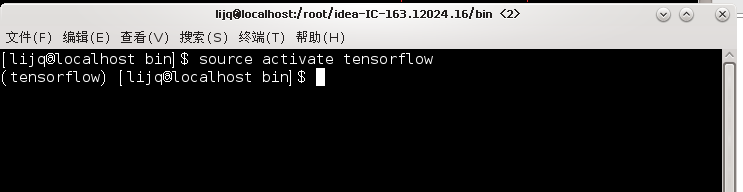 lijq@localhost:/root/idea-IC-163.12024.16/bin <2>
文件(F) 编辑(E) 查看(V) 搜索(S) 终端(T) 帮助(H)
[lijq@localhost bin]$ source activate tensorflow
(tensorflow) [lijq@localhost bin]$